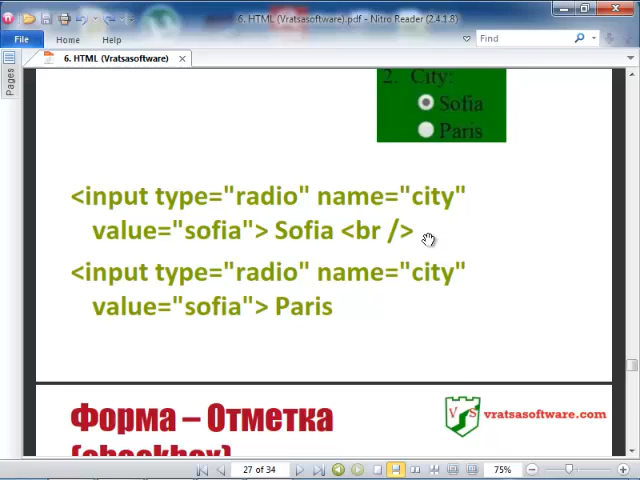 6. HTML (Vratsasoftware).pdf - Nitro Reader (2.4.1.8)
File Home Help Find
6. HTML (Vratsasoftware)
Pages
2. City:
Sofia
Paris
<input type="radio" name="city"
value="sofia"> Sofia <br />
<input type="radio" name="city"
value="sofia"> Paris
Форма – Отметка
VS vratsasoftware.com
(checkbox)
27 of 34 75%